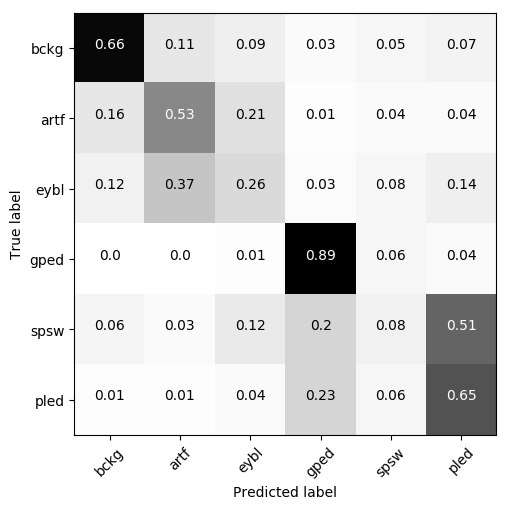 True label
bckg 0.66 0.11 0.09 0.03 0.05 0.07
artf 0.16 0.53 0.21 0.01 0.04 0.04
eybl 0.12 0.37 0.26 0.03 0.08 0.14
gped 0.0 0.0 0.01 0.89 0.06 0.04
spsw 0.06 0.03 0.12 0.2 0.08 0.51
pled 0.01 0.01 0.04 0.23 0.06 0.65
bckg artf eybl gped spsw pled
Predicted label